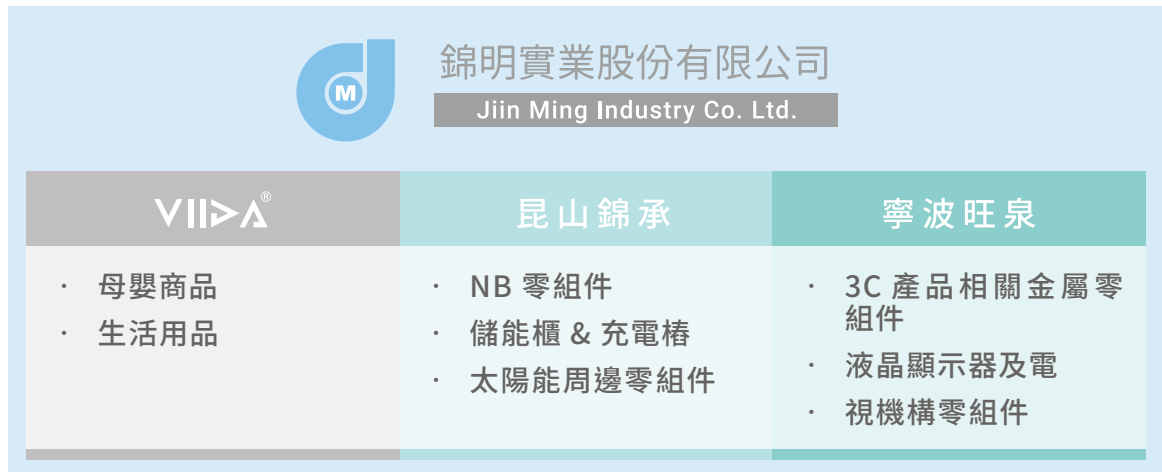 錦明實業股份有限公司
M
Jiin Ming Industry Co. Ltd.
VIIDA®
昆山錦承
寧波旺泉
· 母嬰商品
· 生活用品
· NB 零組件
· 儲能櫃 & 充電樁
· 太陽能周邊零組件
· 3C 產品相關金屬零
組件
· 液晶顯示器及電
· 視機構零組件